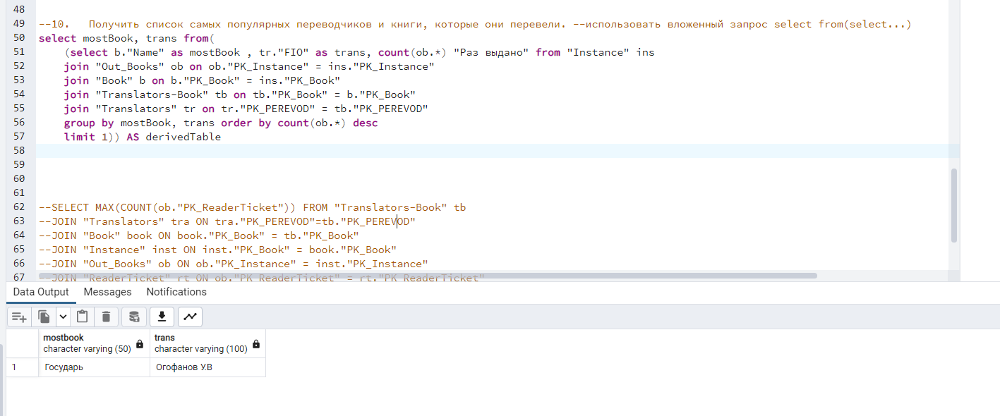 48
49 --10.   Получить список самых популярных переводчиков и книги, которые они перевели. --использовать вложенный запрос select from(select...)
50 select mostBook, trans from(
51     (select b."Name" as mostBook , tr."FIO" as trans, count(ob.*) "Раз выдано" from "Instance" ins
52     join "Out_Books" ob on ob."PK_Instance" = ins."PK_Instance"
53     join "Book" b on b."PK_Book" = ins."PK_Book"
54     join "Translators-Book" tb on tb."PK_Book" = b."PK_Book"
55     join "Translators" tr on tr."PK_PEREVOD" = tb."PK_PEREVOD"
56     group by mostBook, trans order by count(ob.*) desc
57     limit 1)) AS derivedTable
58
59
60
61
62 --SELECT MAX(COUNT(ob."PK_ReaderTicket")) FROM "Translators-Book" tb
63 --JOIN "Translators" tra ON tra."PK_PEREVOD"=tb."PK_PEREVOD"
64 --JOIN "Book" book ON book."PK_Book" = tb."PK_Book"
65 --JOIN "Instance" inst ON inst."PK_Book" = book."PK_Book"
66 --JOIN "Out_Books" ob ON ob."PK_Instance" = inst."PK_Instance"
67 --JOIN "ReaderTicket" rt ON ob."PK_ReaderTicket" = rt."PK_ReaderTicket"
Data Output Messages Notifications
mostbook trans
character varying (50) character varying (100)
1 Государь Огофанов У.В